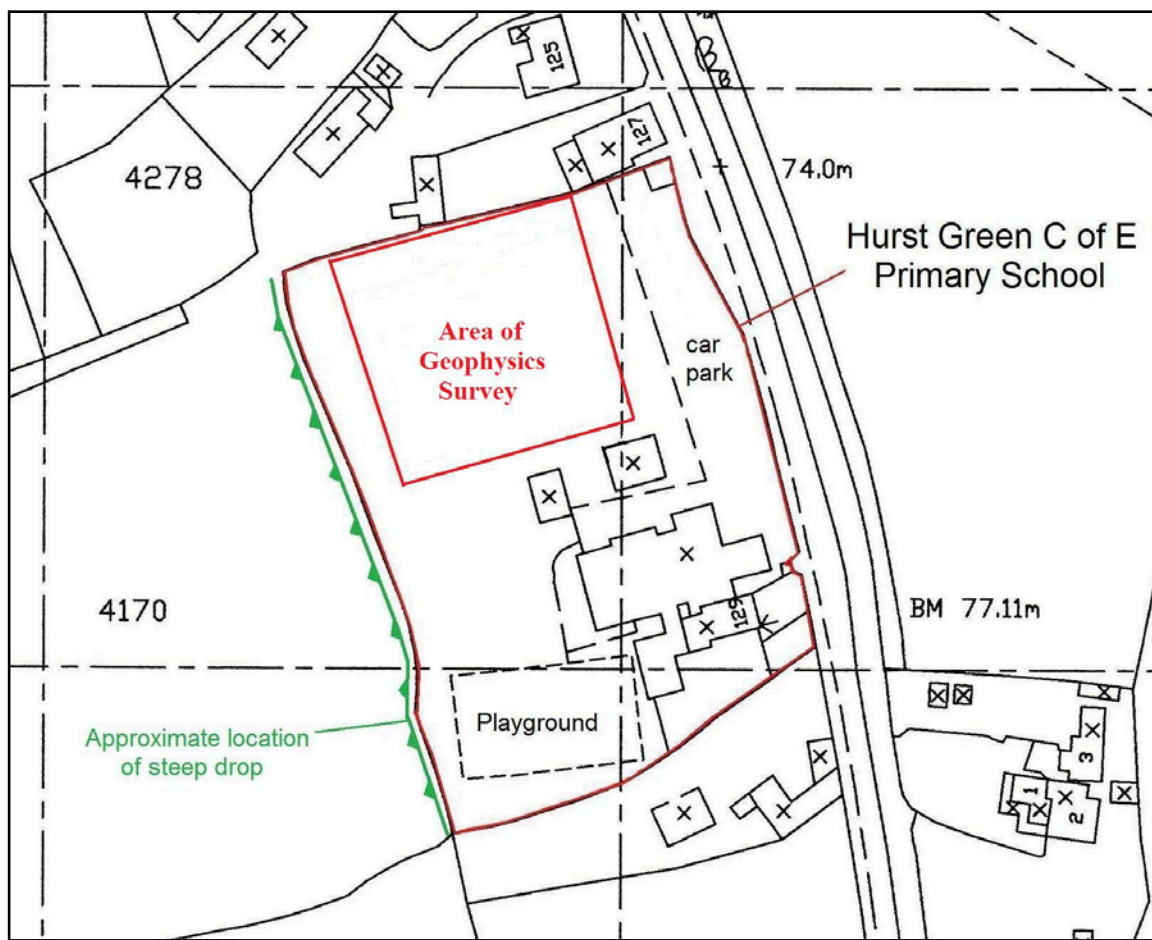 125
127
4278
74.0m
Hurst Green C of E
Primary School
Area of
Geophysics
Survey
car
park
4170
129
BM 77.11m
Playground
Approximate location
of steep drop
3
1
2